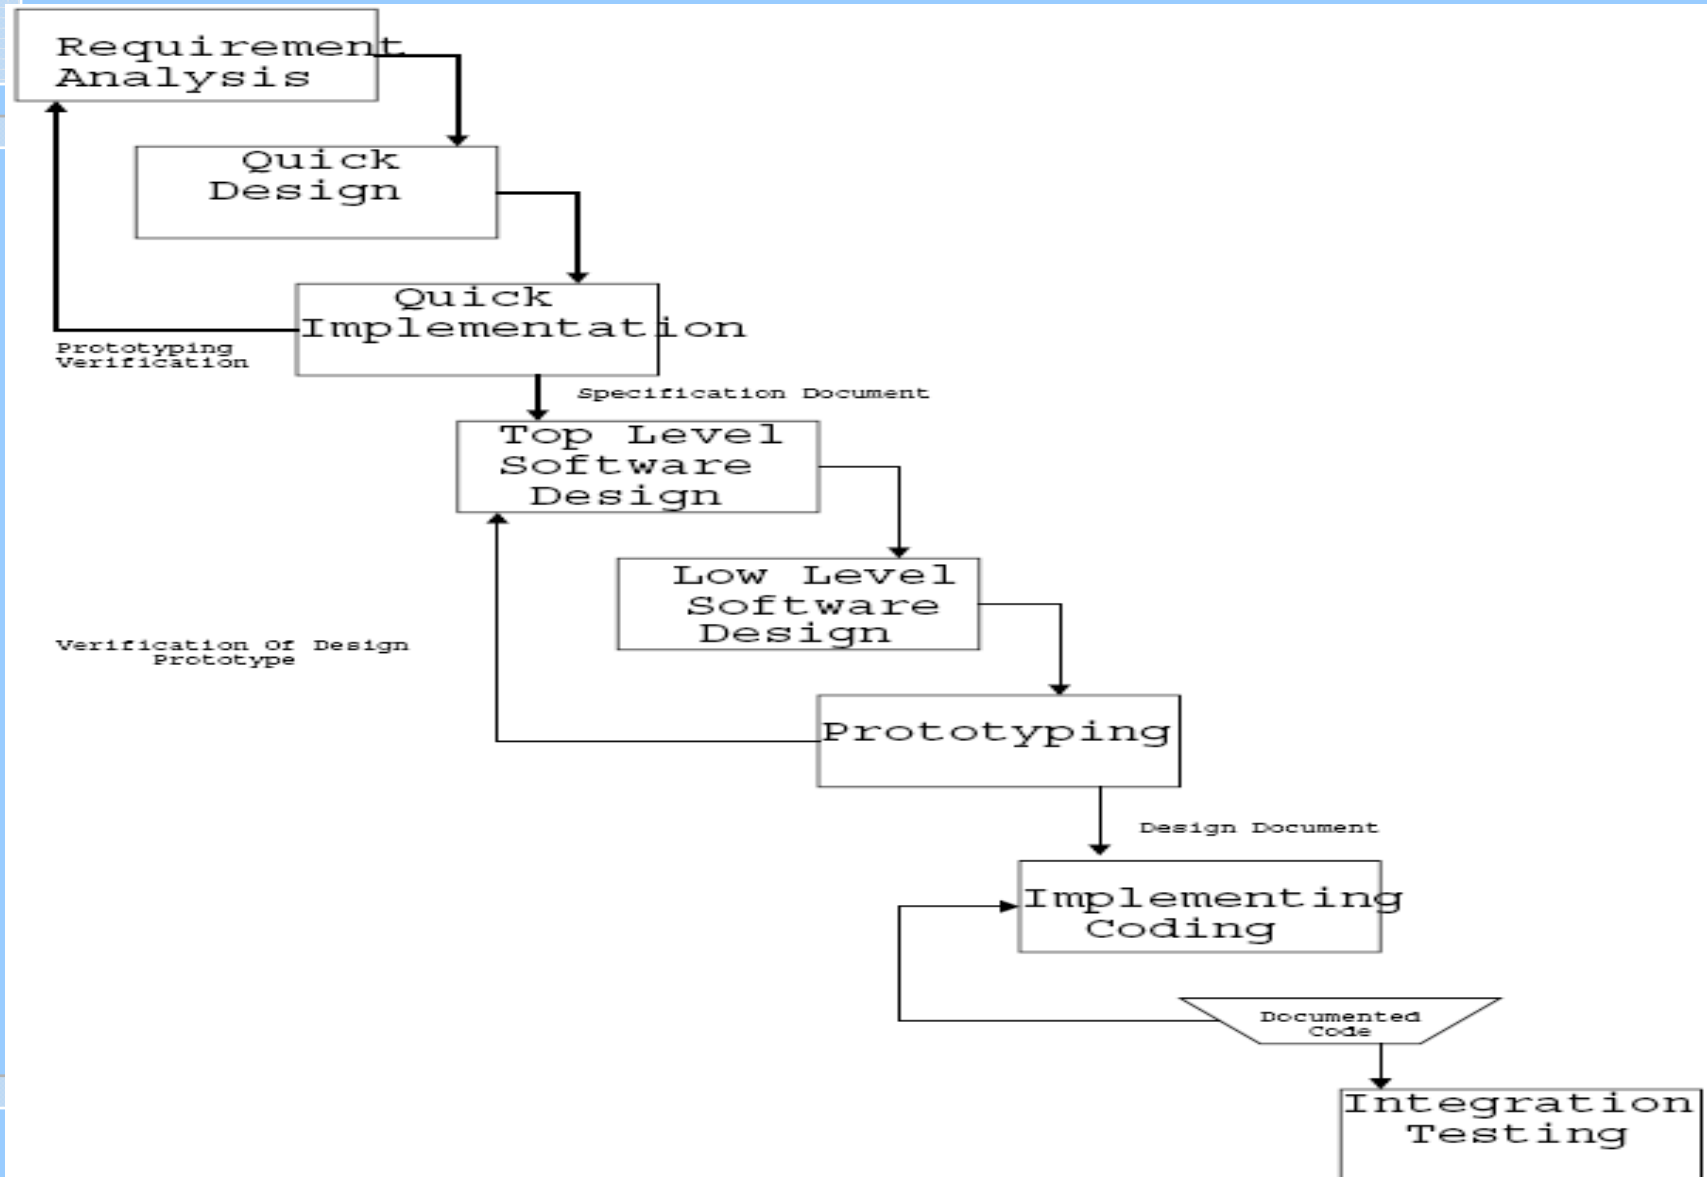 Requirement
Analysis
Quick
Design
Quick
Implementation
Prototyping
Verification
Specification Document
Top Level
Software
Design
Low Level
Software
Design
Verification Of Design
Prototype
Prototyping
Design Document
Implementing
Coding
Documented
Code
Integration
Testing